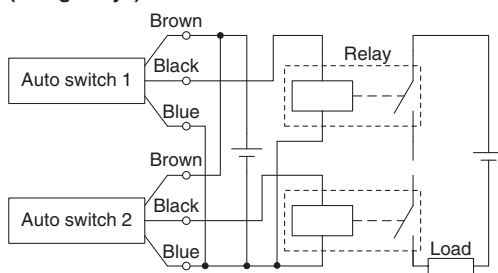 Brown
Relay
Auto switch 1
Black
Blue
Brown
Auto switch 2
Black
Blue
Load